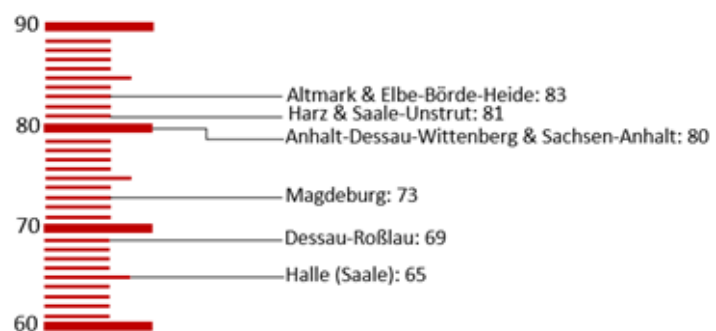 90
Altmark & Elbe-Börde-Heide: 83
Harz & Saale-Unstrut: 81
80
Anhalt-Dessau-Wittenberg & Sachsen-Anhalt: 80
Magdeburg: 73
70
Dessau-Roßlau: 69
Halle (Saale): 65
60